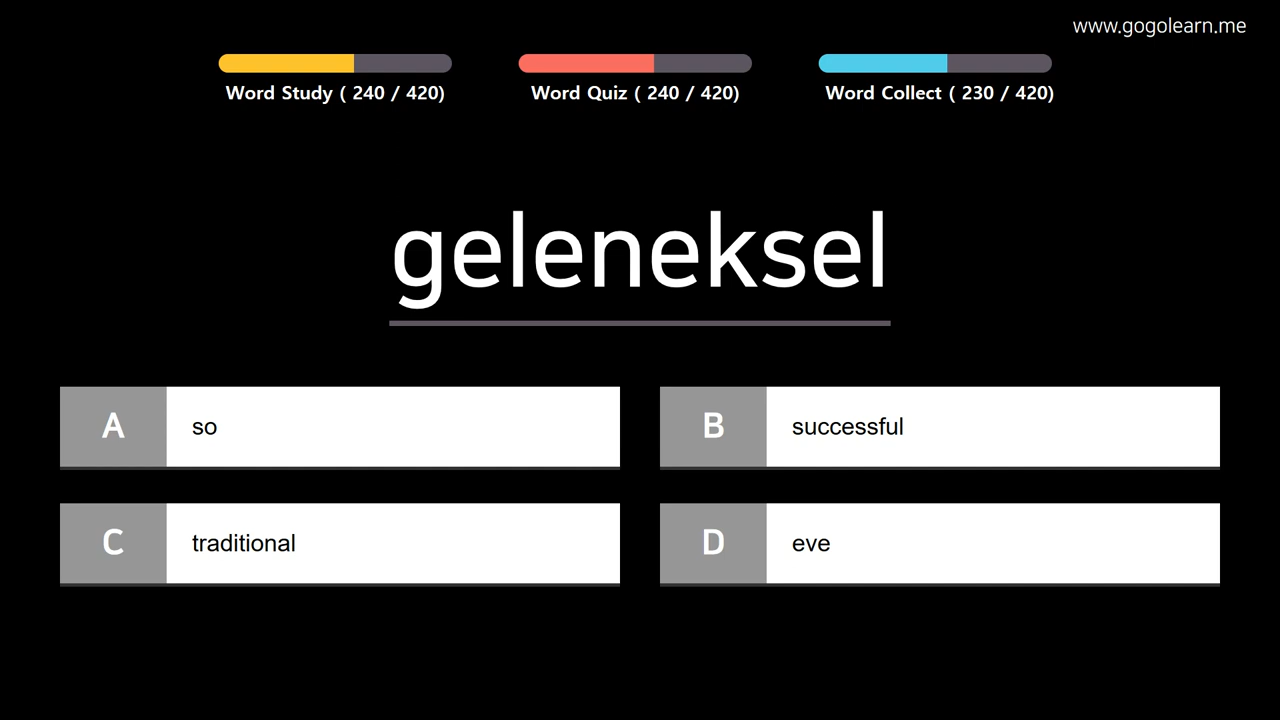 www.gogolearn.me
Word Study ( 240 / 420)
Word Quiz ( 240 / 420)
Word Collect ( 230 / 420)
geleneksel
A so
B successful
C traditional
D eve